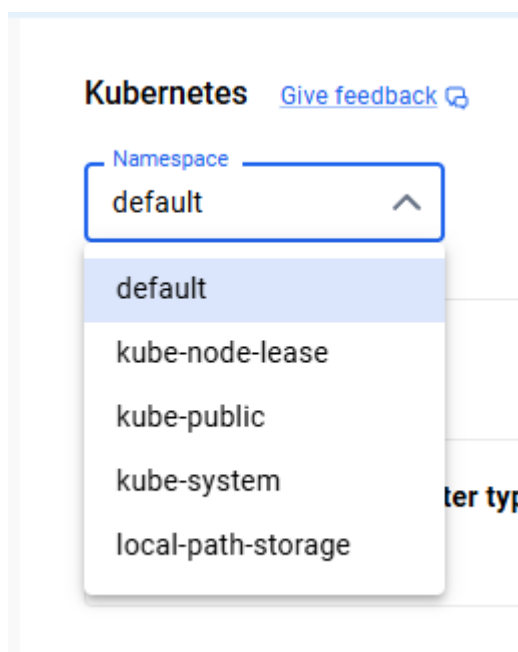 Kubernetes Give feedback
Namespace
default
default
kube-node-lease
kube-public
kube-system
local-path-storage